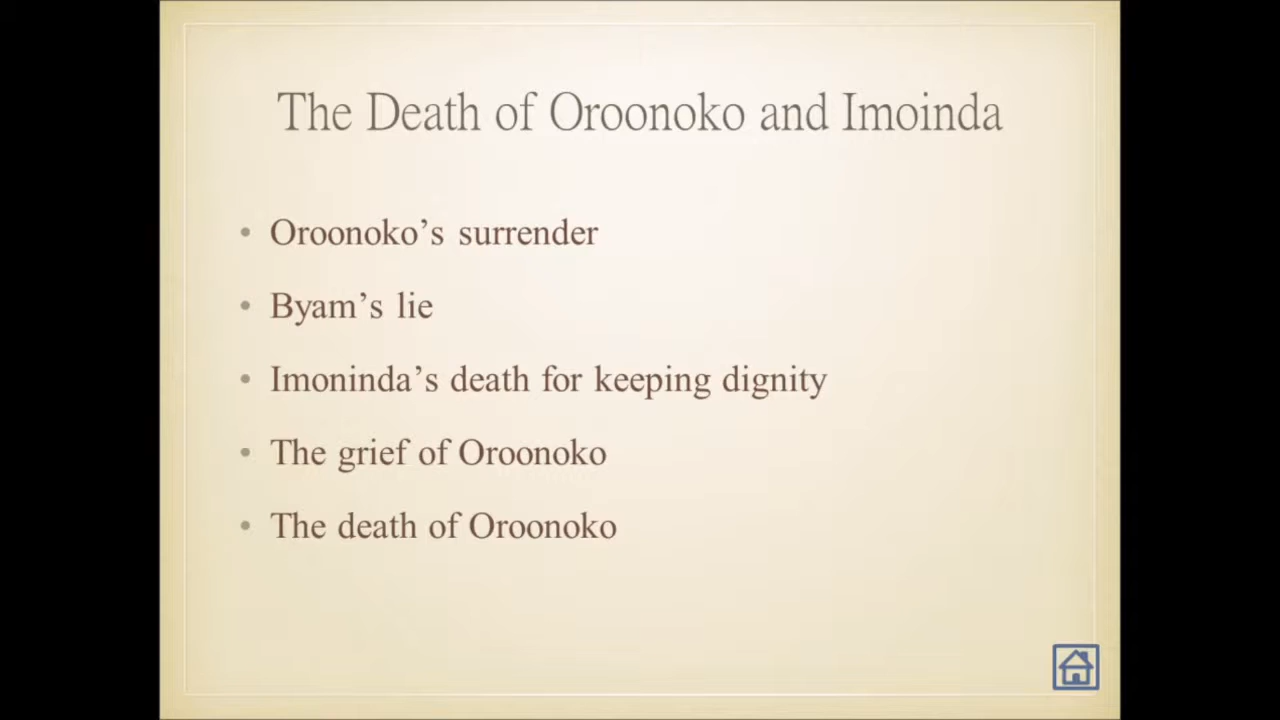 The Death of Oroonoko and Imoinda
• Oroonoko’s surrender
• Byam’s lie
• Imoninda’s death for keeping dignity
• The grief of Oroonoko
• The death of Oroonoko